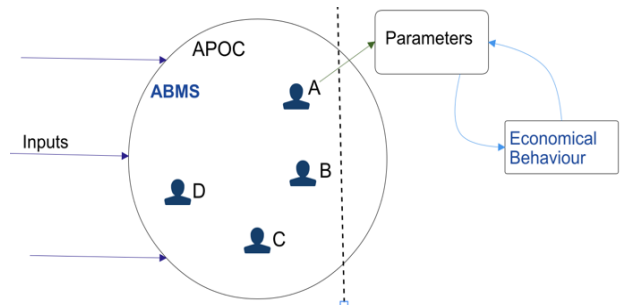 APOC
Parameters
ABMS
A
Inputs
Economical
Behaviour
B
D
C